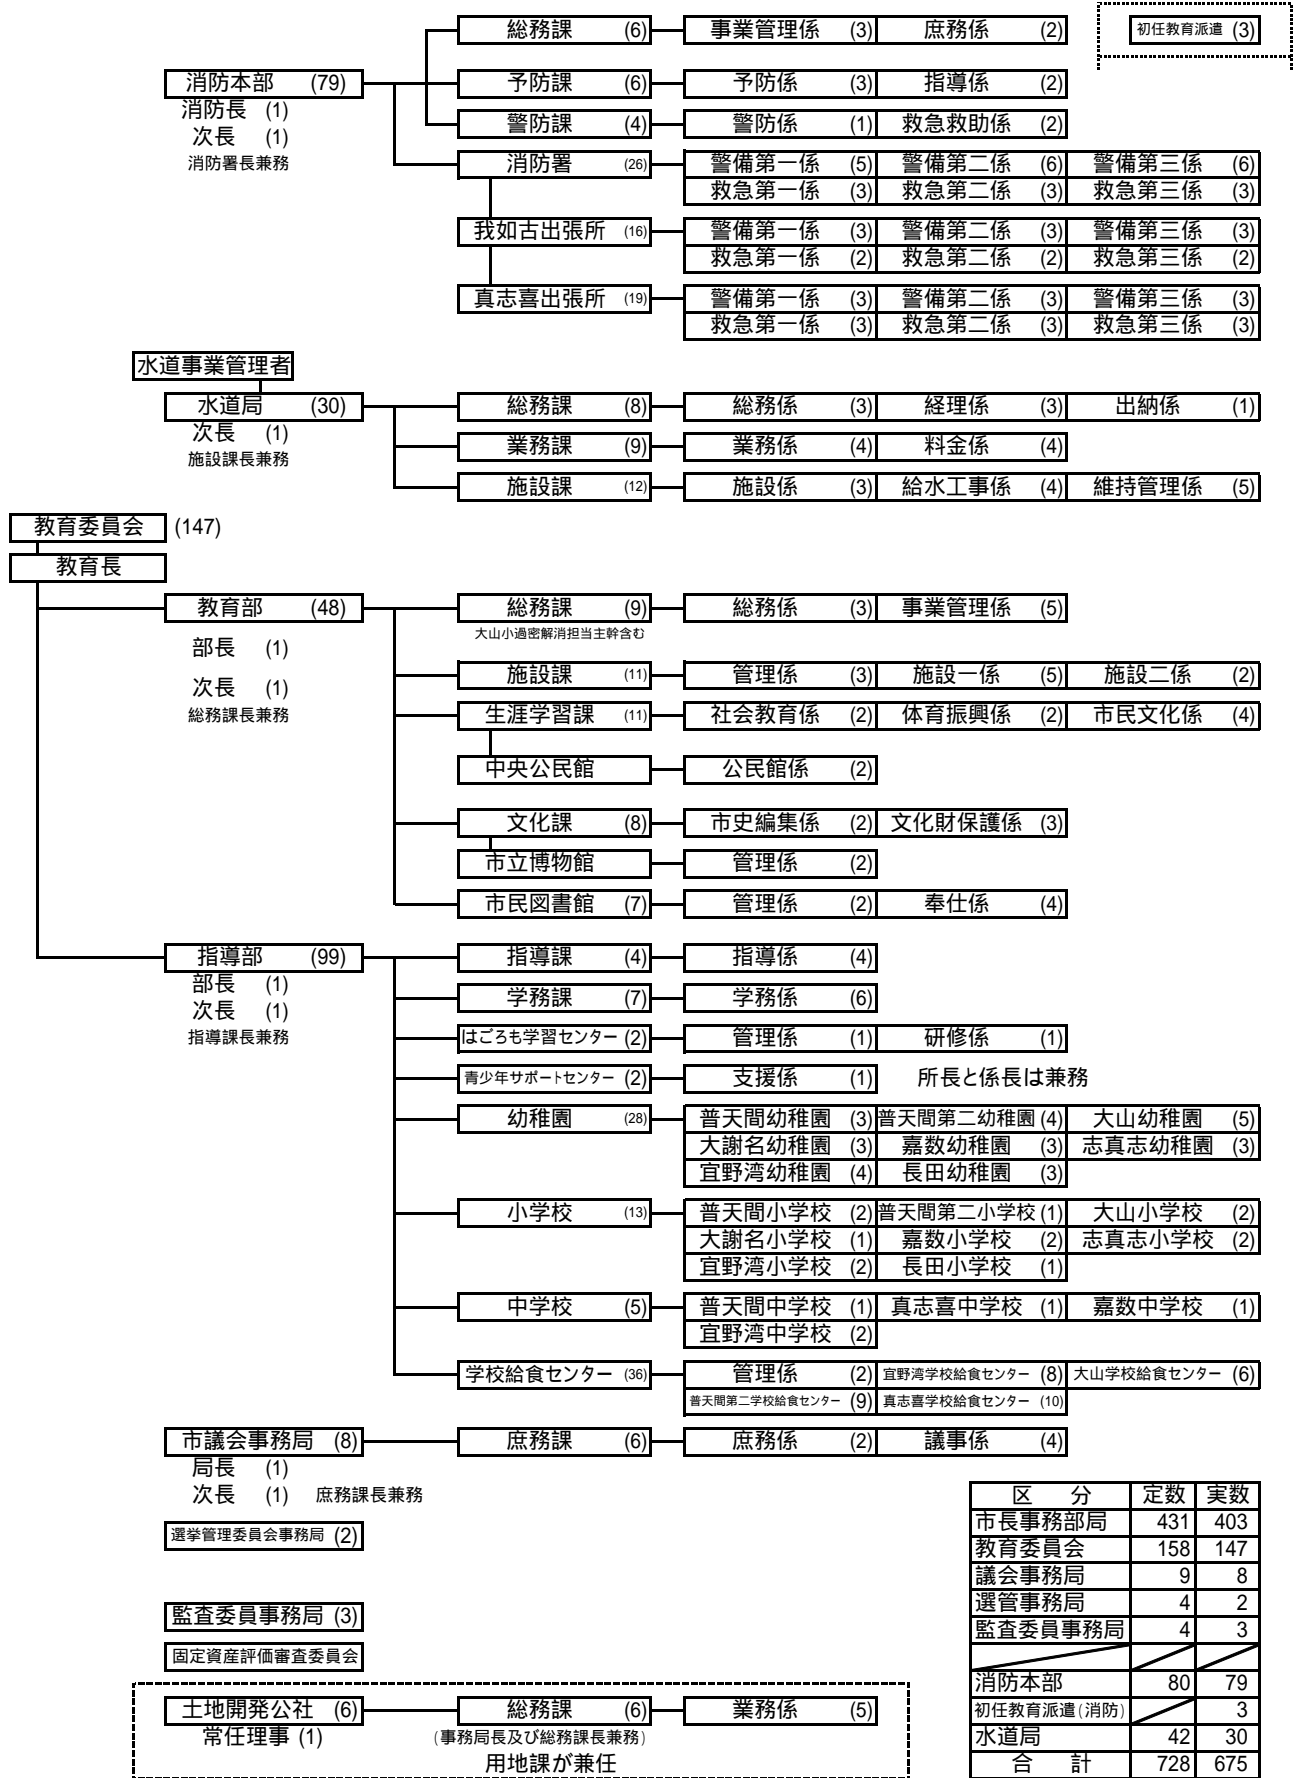 総務課 (6) 事業管理係 (3) 庶務係 (2) 初任教育派遣 (3)
消防本部 (79) 予防課 (6) 予防係 (3) 指導係 (2)
消防長 (1)
警防課 (4) 警防係 (1) 救急救助係 (2)
次長 (1)
消防署長兼務 消防署 (26) 警備第一係 (5) 警備第二係 (6) 警備第三係 (6)
救急第一係 (3) 救急第二係 (3) 救急第三係 (3)
我如古出張所 (16) 警備第一係 (3) 警備第二係 (3) 警備第三係 (3)
救急第一係 (2) 救急第二係 (2) 救急第三係 (2)
真志喜出張所 (19) 警備第一係 (3) 警備第二係 (3) 警備第三係 (3)
救急第一係 (3) 救急第二係 (3) 救急第三係 (3)
水道事業管理者
水道局 (30) 総務課 (8) 総務係 (3) 経理係 (3) 出納係 (1)
次長 (1)
業務課 (9) 業務係 (4) 料金係 (4)
施設課長兼務
施設課 (12) 施設係 (3) 給水工事係 (4) 維持管理係 (5)
教育委員会 (147)
教育長
教育部 (48) 総務課 (9) 総務係 (3) 事業管理係 (5)
大山小過密解消担当主幹含む
部長 (1)
施設課 (11) 管理係 (3) 施設一係 (5) 施設二係 (2)
次長 (1)
総務課長兼務 生涯学習課 (11) 社会教育係 (2) 体育振興係 (2) 市民文化係 (4)
中央公民館 公民館係 (2)
文化課 (8) 市史編集係 (2) 文化財保護係 (3)
市立博物館 管理係 (2)
市民図書館 (7) 管理係 (2) 奉仕係 (4)
指導部 (99) 指導課 (4) 指導係 (4)
部長 (1)
学務課 (7) 学務係 (6)
次長 (1)
指導課長兼務 はごろも学習センター (2) 管理係 (1) 研修係 (1)
青少年サポートセンター (2) 支援係 (1) 所長と係長は兼務
幼稚園 (28) 普天間幼稚園 (3) 普天間第二幼稚園 (4) 大山幼稚園 (5)
大謝名幼稚園 (3) 嘉数幼稚園 (3) 志真志幼稚園 (3)
宜野湾幼稚園 (4) 長田幼稚園 (3)
小学校 (13) 普天間小学校 (2) 普天間第二小学校 (1) 大山小学校 (2)
大謝名小学校 (1) 嘉数小学校 (2) 志真志小学校 (2)
宜野湾小学校 (2) 長田小学校 (1)
中学校 (5) 普天間中学校 (1) 真志喜中学校 (1) 嘉数中学校 (1)
宜野湾中学校 (2)
学校給食センター (36) 管理係 (2) 宜野湾学校給食センター (8) 大山学校給食センター (6)
普天間第二学校給食センター (9) 真志喜学校給食センター (10)
市議会事務局 (8) 庶務課 (6) 庶務係 (2) 議事係 (4)
局長 (1)
次長 (1) 庶務課長兼務
選挙管理委員会事務局 (2)
監査委員事務局 (3)
固定資産評価審査委員会
土地開発公社 (6) 総務課 (6) 業務係 (5)
常任理事 (1) (事務局長及び総務課長兼務)
用地課が兼任
区 分 定数 実数
市長事務部局 431 403
教育委員会 158 147
議会事務局 9 8
選管事務局 4 2
監査委員事務局 4 3
消防本部 80 79
初任教育派遣(消防) 3
水道局 42 30
合 計 728 675